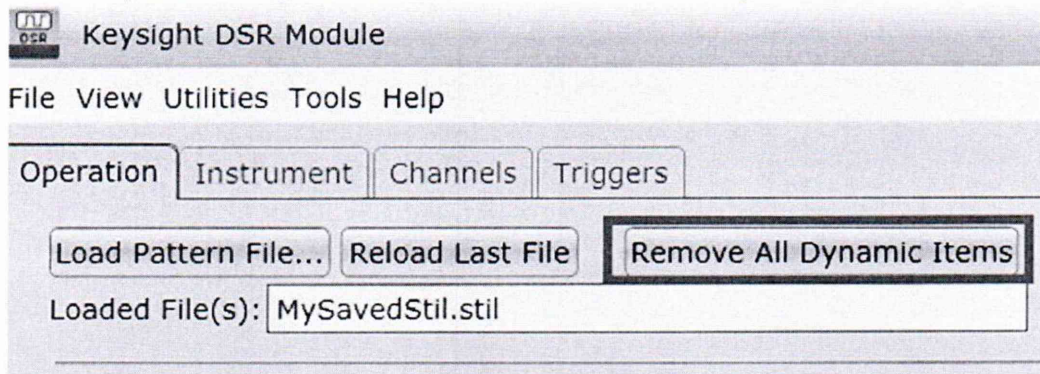 DSR
Keysight DSR Module
File View Utilities Tools Help
Operation Instrument Channels Triggers
Load Pattern File... Reload Last File Remove All Dynamic Items
Loaded File(s): MySavedStil.stil